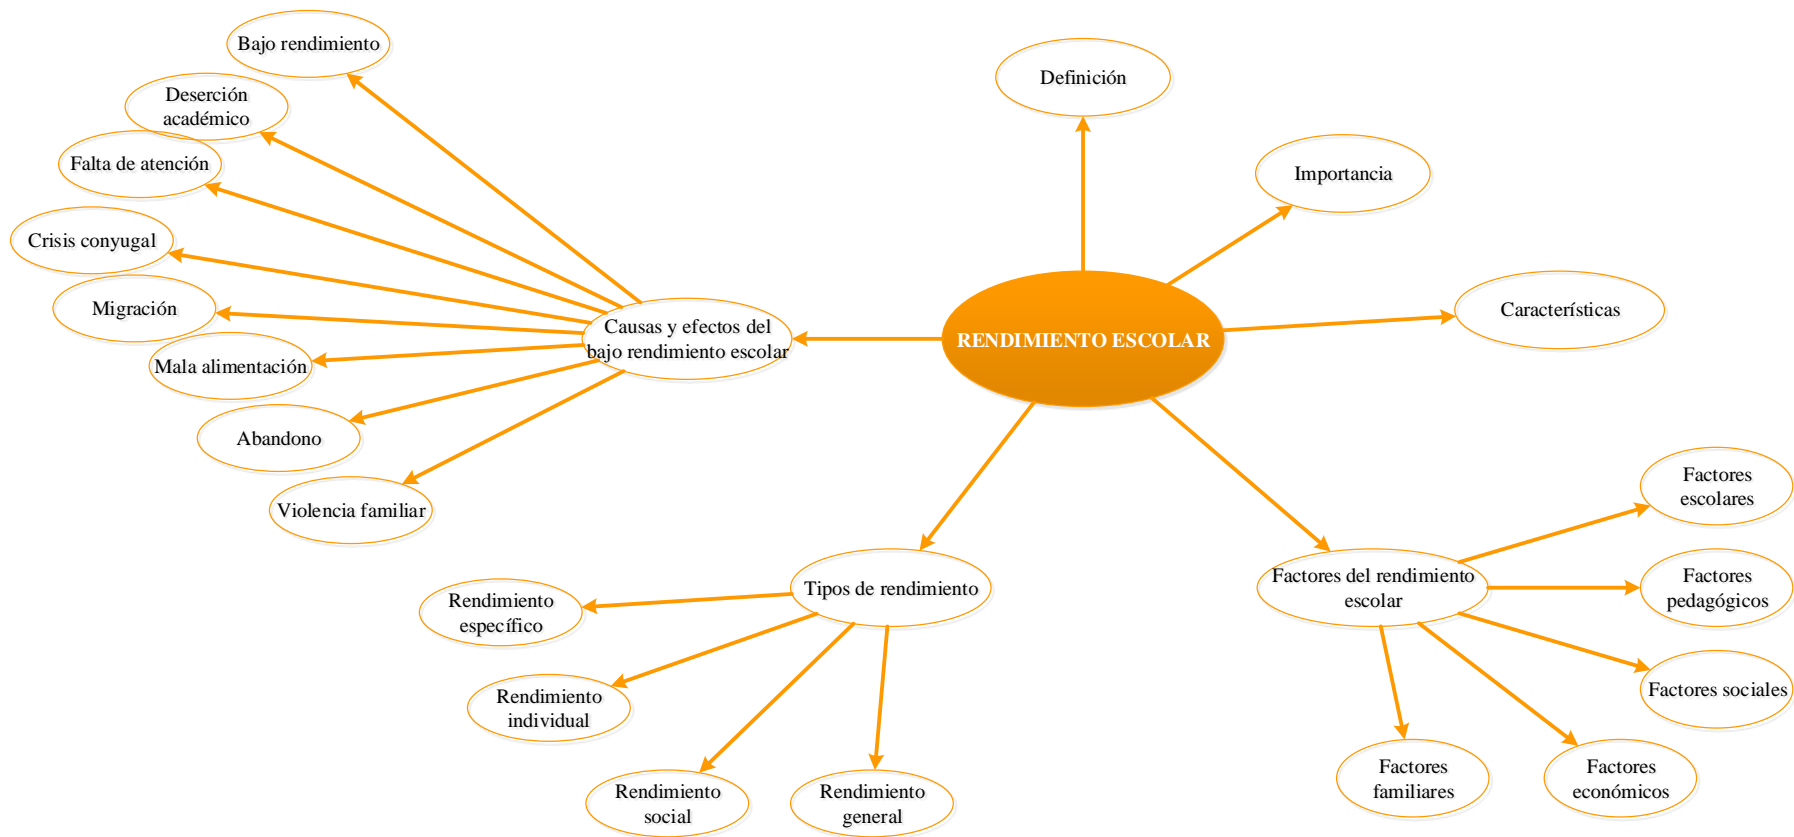 Bajo rendimiento
Deserción
académico
Falta de atención
Crisis conyugal
Migración
Mala alimentación
Abandono
Violencia familiar
Causas y efectos del
bajo rendimiento escolar
Definición
Importancia
Característicias
RENDIMIENTO ESCOLAR
Tipos de rendimiento
Rendimiento
específico
Rendimiento
individual
Rendimiento
social
Rendimiento
general
Factores del rendimiento
escolar
Factores
escolares
Factores
pedagógicos
Factores sociales
Factores
económicos
Factores
familiares